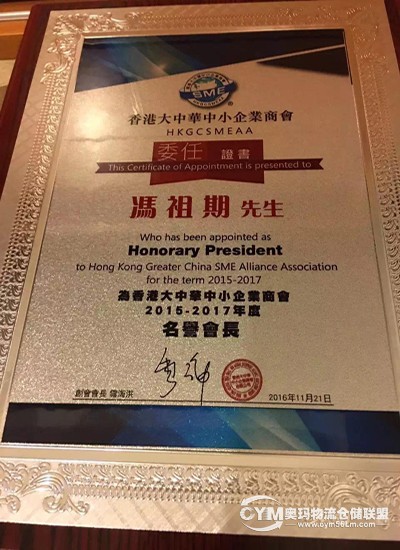 SME
香港大中華中小企業商會
HKGCSMEAA
委任 證書
This Certificate of Appointment is presented to
馮祖期 先生
Who has been appointed as
Honorary President
to Hong Kong Greater China SME Alliance Association
for the term 2015-2017
為香港大中華中小企業商會
2015-2017年度
名譽會長
創會會長
2016年11月21日
CYM奥玛物流仓储联盟
www.cym56cm.com